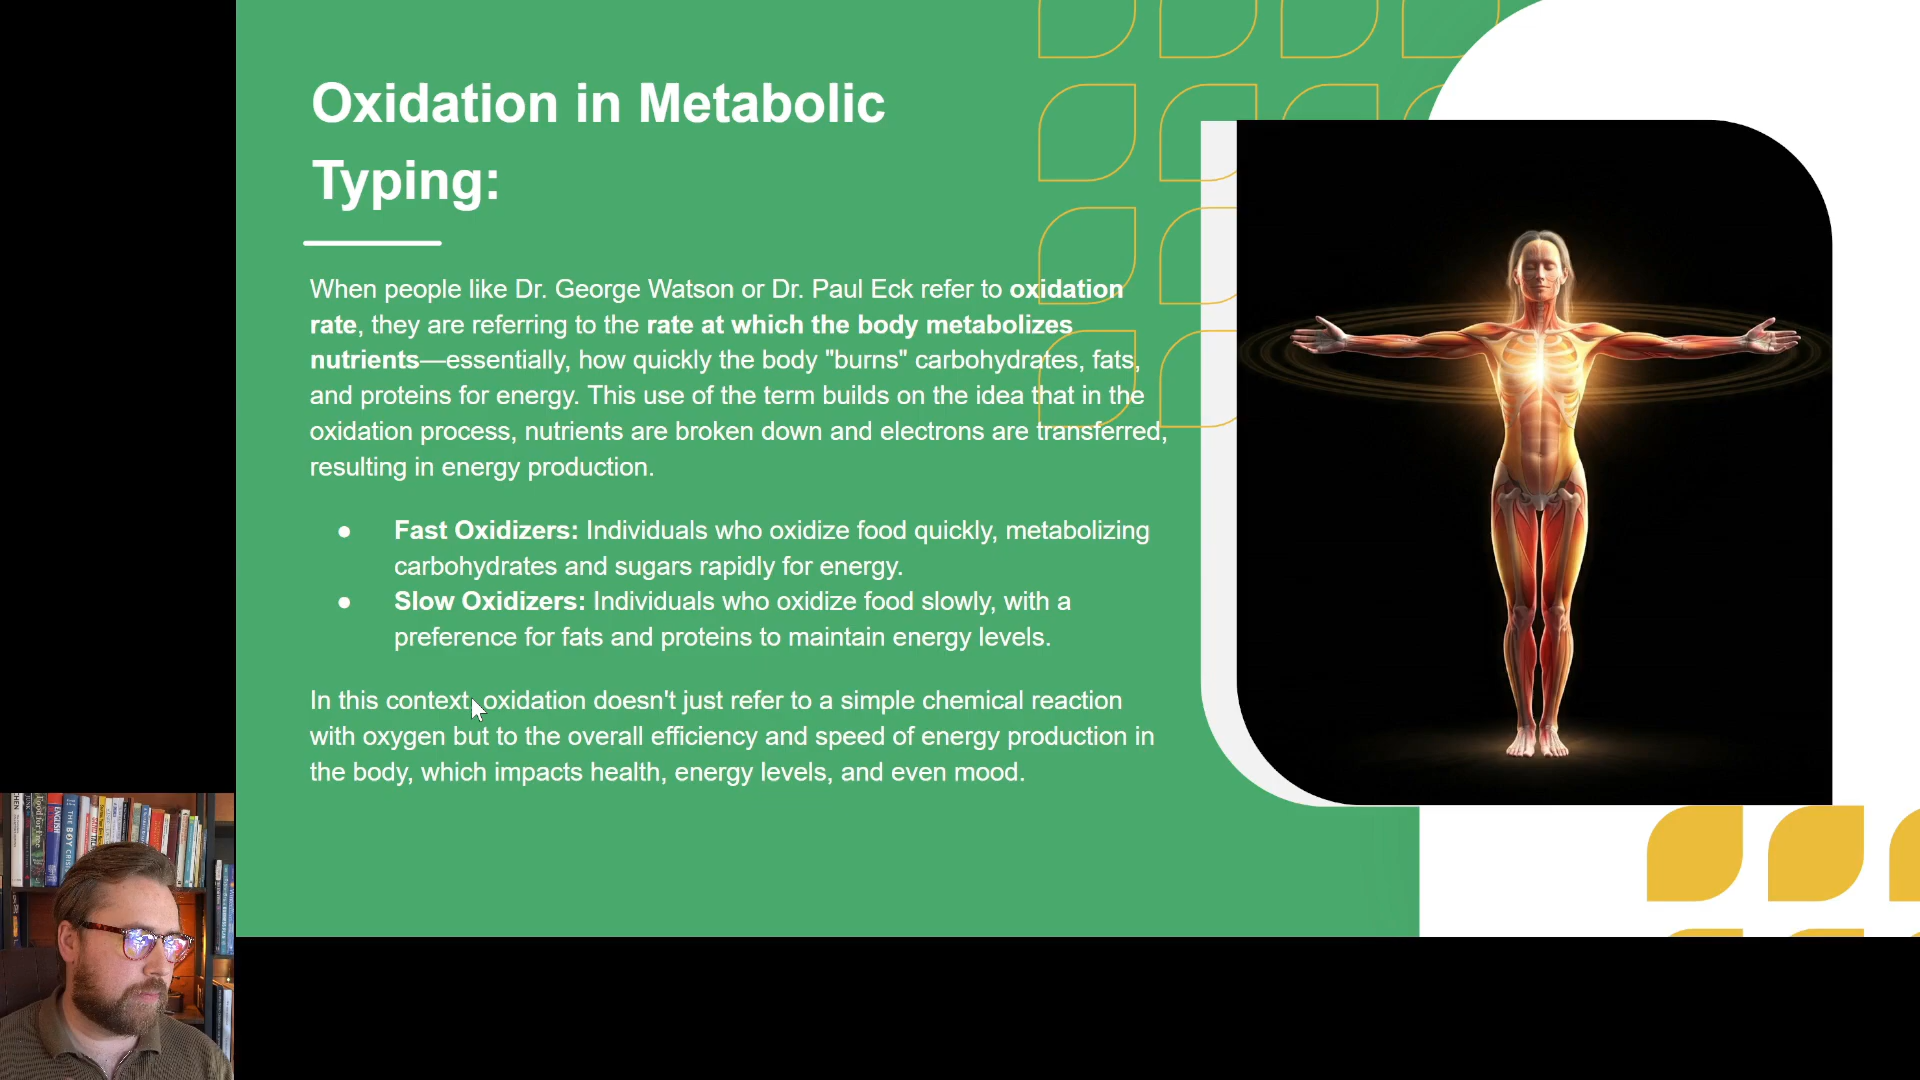 Oxidation in Metabolic
Typing:
When people like Dr. George Watson or Dr. Paul Eck refer to oxidation
rate, they are referring to the rate at which the body metabolizes
nutrients—essentially, how quickly the body "burns" carbohydrates, fats,
and proteins for energy. This use of the term builds on the idea that in the
oxidation process, nutrients are broken down and electrons are transferred,
resulting in energy production.
● Fast Oxidizers: Individuals who oxidize food quickly, metabolizing
carbohydrates and sugars rapidly for energy.
● Slow Oxidizers: Individuals who oxidize food slowly, with a
preference for fats and proteins to maintain energy levels.
In this context, oxidation doesn't just refer to a simple chemical reaction
with oxygen but to the overall efficiency and speed of energy production in
the body, which impacts health, energy levels, and even mood.
THE BOY CRISIS